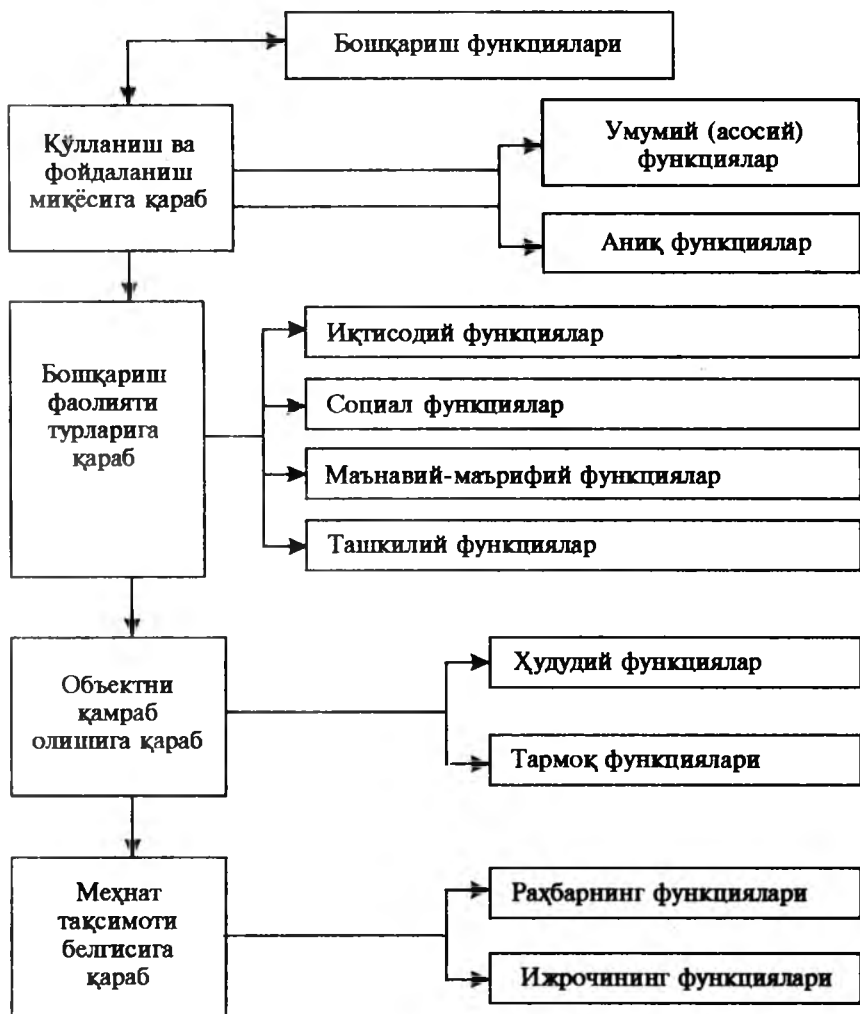 Бошқариш функциялари
Қўлланиш ва
фойдаланиш
миқёсига қараб
Умумий (асосий)
функциялар
Аниқ функциялар
Бошқариш
фаолияти
турларига
қараб
Иқтисодий функциялар
Социал функциялар
Маънавий-маърифий функциялар
Ташкилий функциялар
Объектни
қамраб
олишига қараб
Ҳудудий функциялар
Тармоқ функциялари
Меҳнат
тақсимоти
белгисига
қараб
Раҳбарнинг функциялари
Ижрочининг функциялари